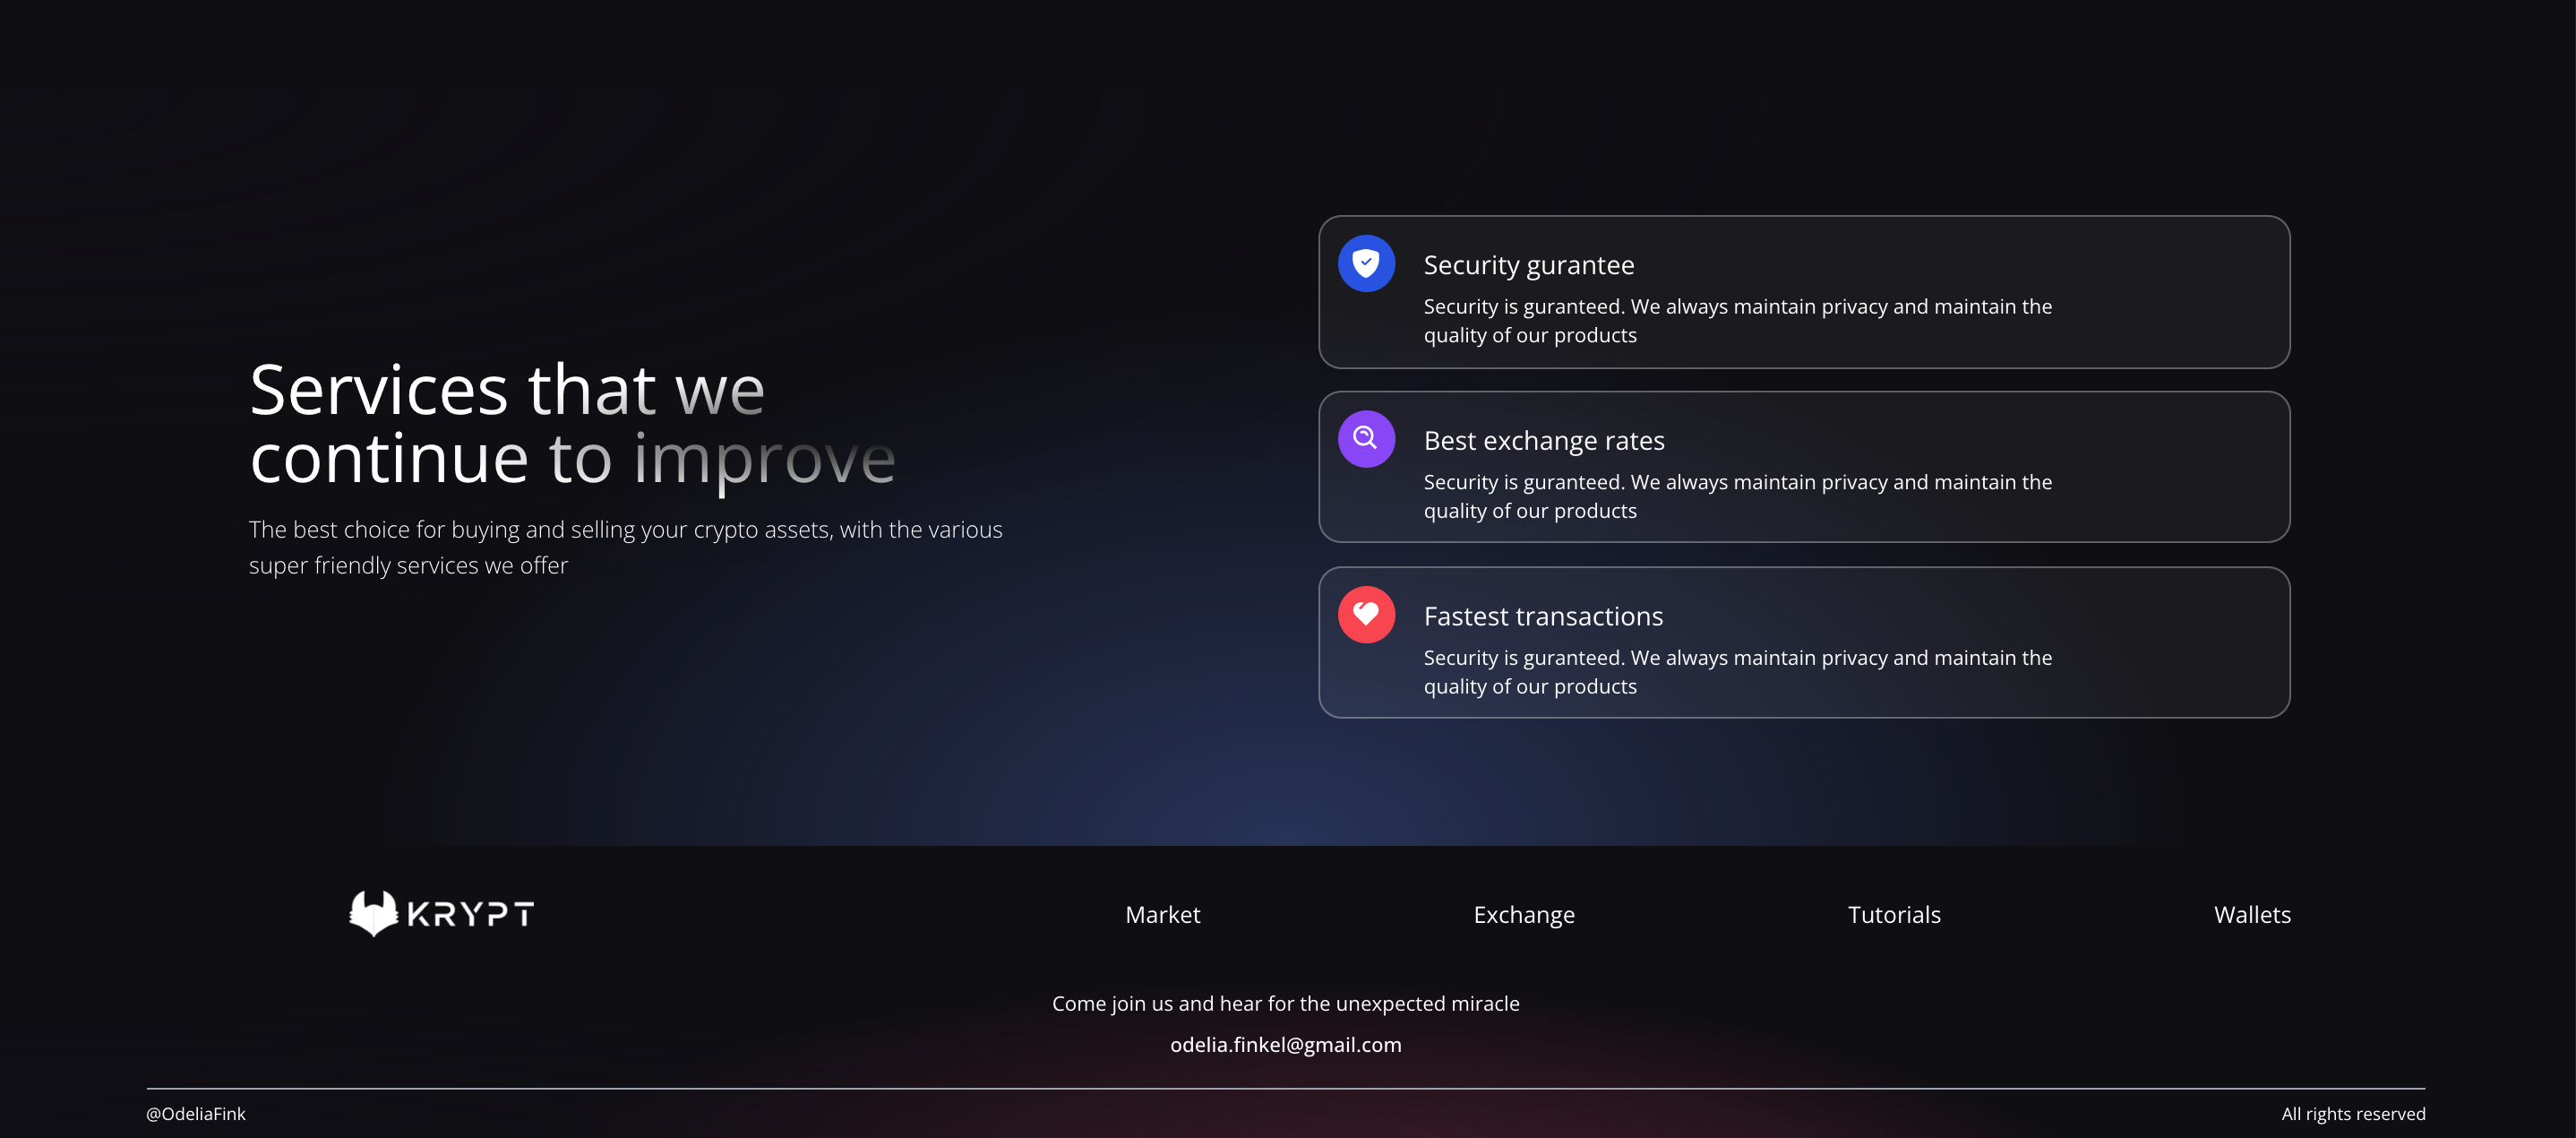 Services that we
continue to improve
The best choice for buying and selling your crypto assets, with the various
super friendly services we offer
Security gurantee
Security is guranteed. We always maintain privacy and maintain the
quality of our products
Best exchange rates
Security is guranteed. We always maintain privacy and maintain the
quality of our products
Fastest transactions
Security is guranteed. We always maintain privacy and maintain the
quality of our products
KRYPT
Market
Exchange
Tutorials
Wallets
Come join us and hear for the unexpected miracle
odelia.finkel@gmail.com
@OdeliaFink
All rights reserved